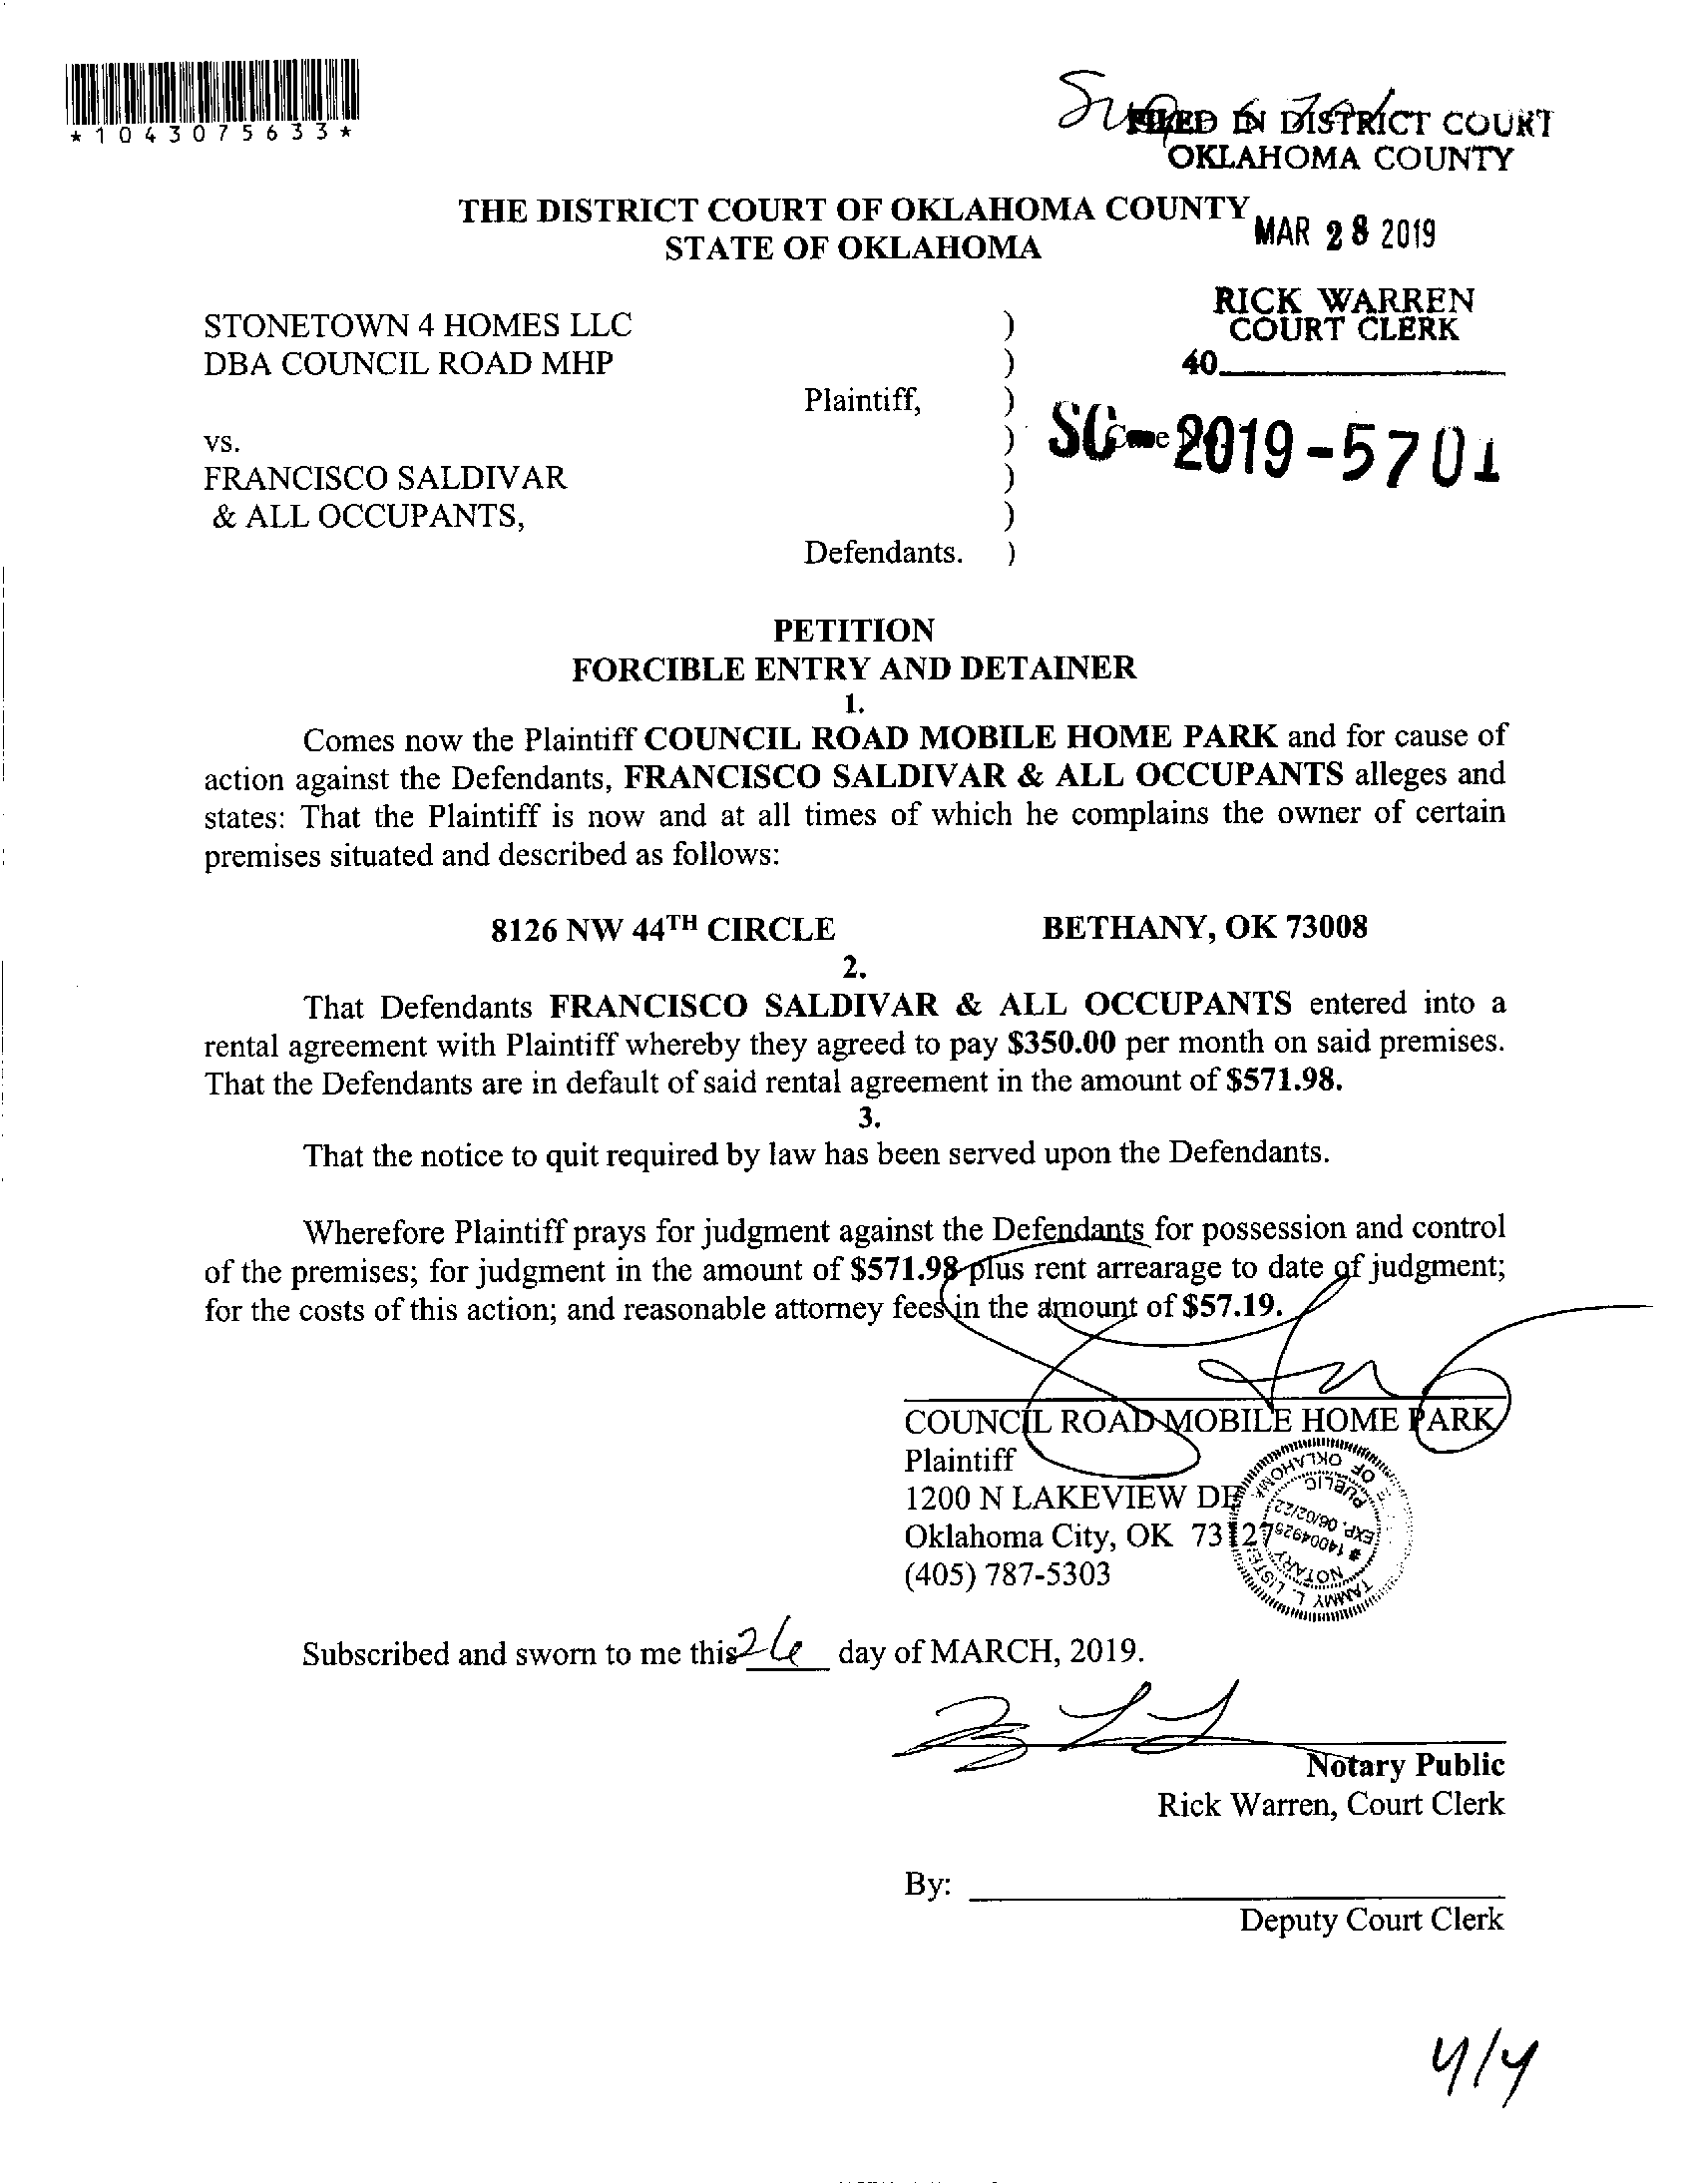 *1043075633*
FILED IN DISTRICT COURT
OKLAHOMA COUNTY
THE DISTRICT COURT OF OKLAHOMA COUNTY
STATE OF OKLAHOMA
MAR 28 2019
RICK WARREN
COURT CLERK
40
STONETOWN 4 HOMES LLC )
DBA COUNCIL ROAD MHP )
Plaintiff, )
vs. ) SC-2019-5701
FRANCISCO SALDIVAR )
& ALL OCCUPANTS, )
Defendants. )
PETITION
FORCIBLE ENTRY AND DETAINER
1.
Comes now the Plaintiff COUNCIL ROAD MOBILE HOME PARK and for cause of
action against the Defendants, FRANCISCO SALDIVAR & ALL OCCUPANTS alleges and
states: That the Plaintiff is now and at all times of which he complains the owner of certain
premises situated and described as follows:
8126 NW 44TH CIRCLE BETHANY, OK 73008
2.
That Defendants FRANCISCO SALDIVAR & ALL OCCUPANTS entered into a
rental agreement with Plaintiff whereby they agreed to pay $350.00 per month on said premises.
That the Defendants are in default of said rental agreement in the amount of $571.98.
3.
That the notice to quit required by law has been served upon the Defendants.
Wherefore Plaintiff prays for judgment against the Defendants for possession and control
of the premises; for judgment in the amount of $571.98 plus rent arrearage to date of judgment;
for the costs of this action; and reasonable attorney fees in the amount of $57.19.
COUNCIL ROAD MOBILE HOME PARK
Plaintiff
1200 N LAKEVIEW DR
Oklahoma City, OK 73127
(405) 787-5303
TAMMY L. LISTE
NOTARY
# 14004925
EXP. 06/02/22
PUBLIC
OF OKLAHOMA
Subscribed and sworn to me this 26 day of MARCH, 2019.
Notary Public
Rick Warren, Court Clerk
By:
Deputy Court Clerk
4/4